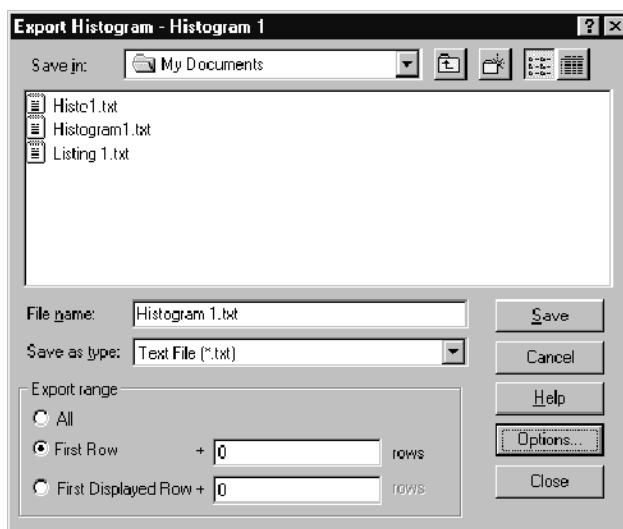 Export Histogram - Histogram 1
Save in: My Documents
Histo1.txt
Histogram1.txt
Listing 1.txt
File name: Histogram 1.txt Save
Save as type: Text File (*.txt) Cancel
Export range Help
All
First Row + 0 rows Options...
First Displayed Row + 0 rows Close